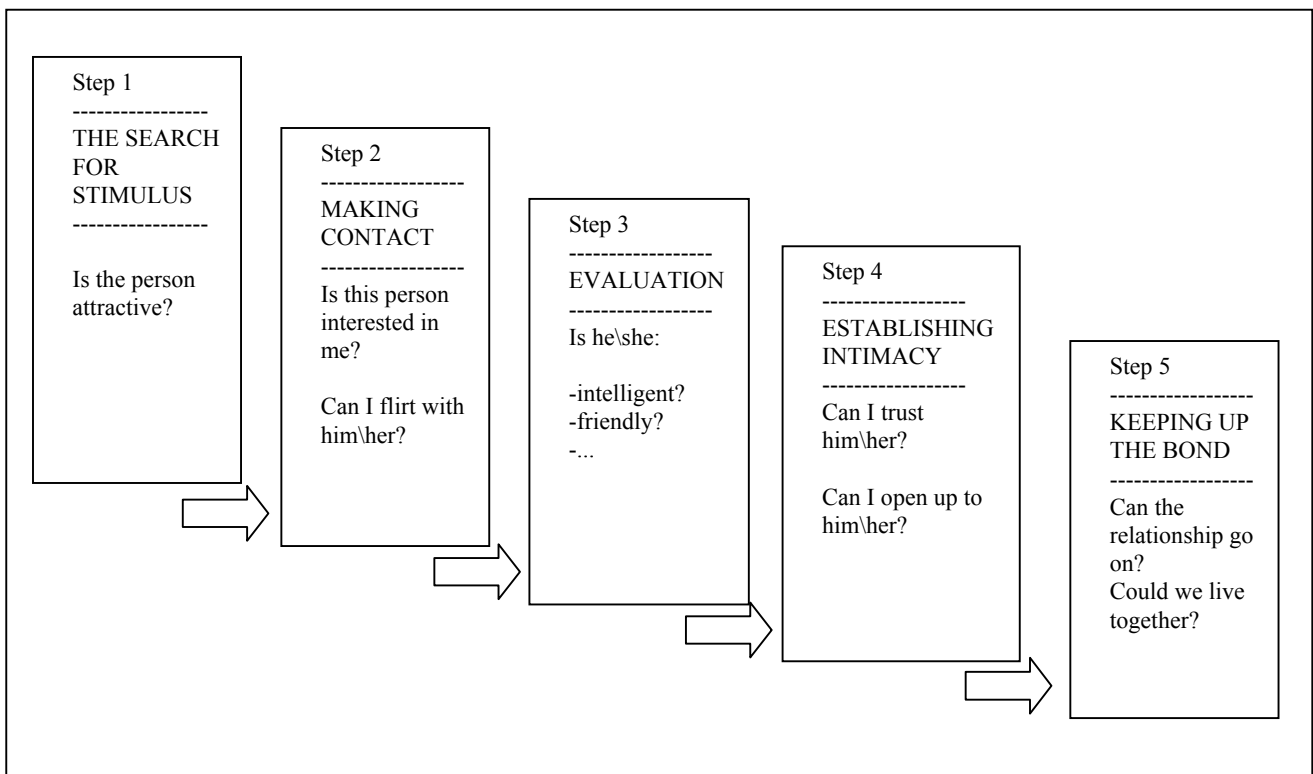 Step 1
-----------------
THE SEARCH
FOR
STIMULUS
-----------------
Is the person
attractive?
Step 2
------------------
MAKING
CONTACT
------------------
Is this person
interested in
me?
Can I flirt with
him\her?
Step 3
------------------
EVALUATION
------------------
Is he\she:
-intelligent?
-friendly?
-...
Step 4
------------------
ESTABLISHING
INTIMACY
------------------
Can I trust
him\her?
Can I open up to
him\her?
Step 5
------------------
KEEPING UP
THE BOND
------------------
Can the
relationship go
on?
Could we live
together?